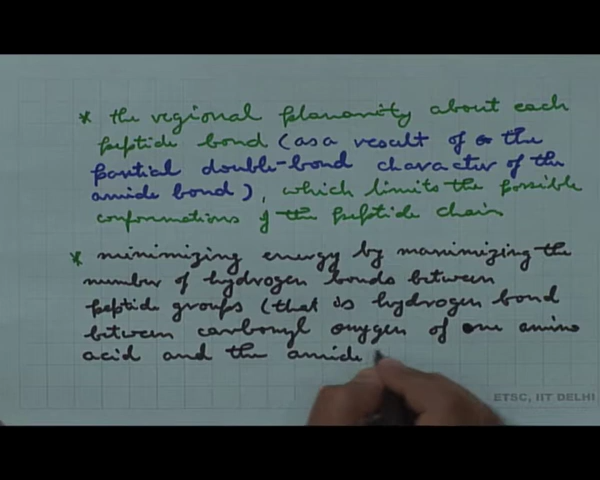 * the regional planarity about each
peptide bond (as a result of the
partial double-bond character of the
amide bond), which limits the possible
conformations of the peptide chain
* minimizing energy by maximizing the
number of hydrogen bonds between
peptide groups (that is hydrogen bond
between carbonyl oxygen of one amino
acid and the amide
ETSC, IIT DELHI